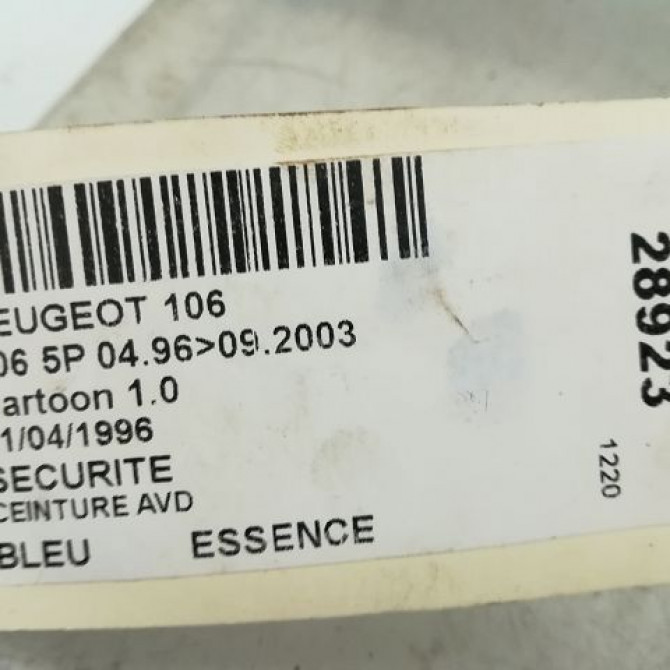 EUGEOT 106
06 5P 04.96>09.2003
artoon 1.0
1/04/1996
SECURITE
CEINTURE AVD
BLEU ESSENCE
28923
1220